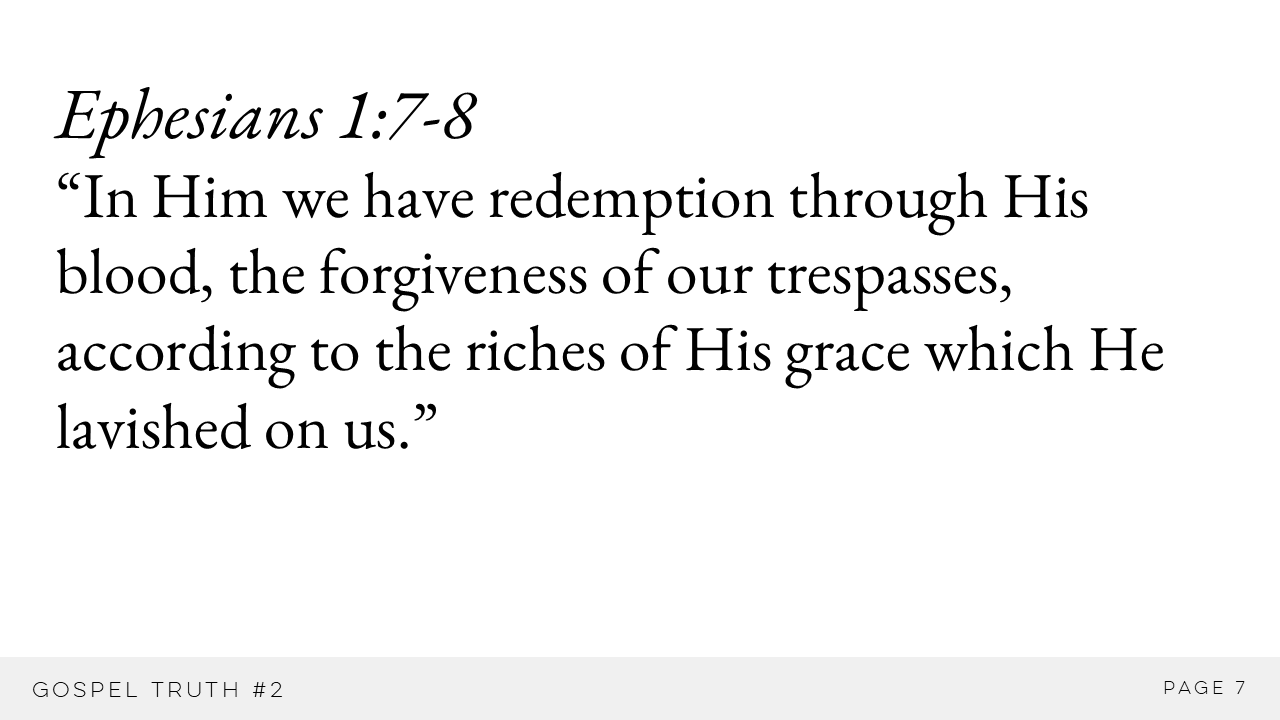 Ephesians 1:7-8
“In Him we have redemption through His
blood, the forgiveness of our trespasses,
according to the riches of His grace which He
lavished on us.”
GOSPEL TRUTH #2
PAGE 7